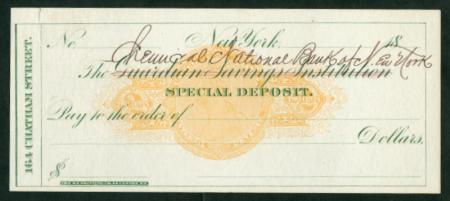 164 CHATHAM STREET.
No. New York, 18
Chemical National Bank of New York
The Guardian Savings Institution
SPECIAL DEPOSIT.
Pay to the order of
Dollars.
$